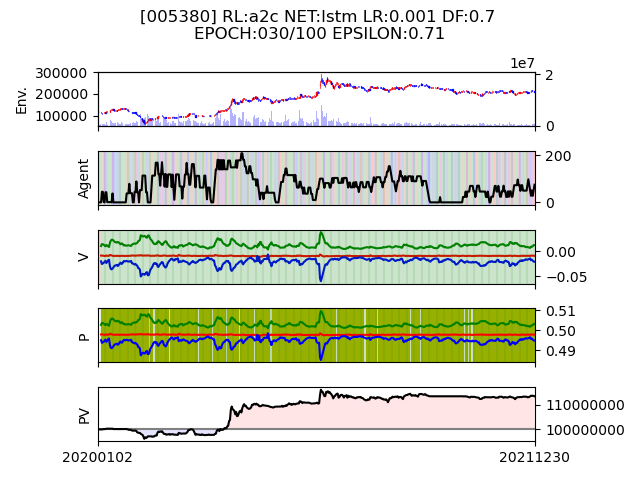 [005380] RL:a2c NET:lstm LR:0.001 DF:0.7
EPOCH:030/100 EPSILON:0.71
1e7
300000
200000
100000
Env.
2
0
Agent
200
0
V
0.00
−0.05
P
0.51
0.50
0.49
PV
110000000
100000000
20200102
20211230